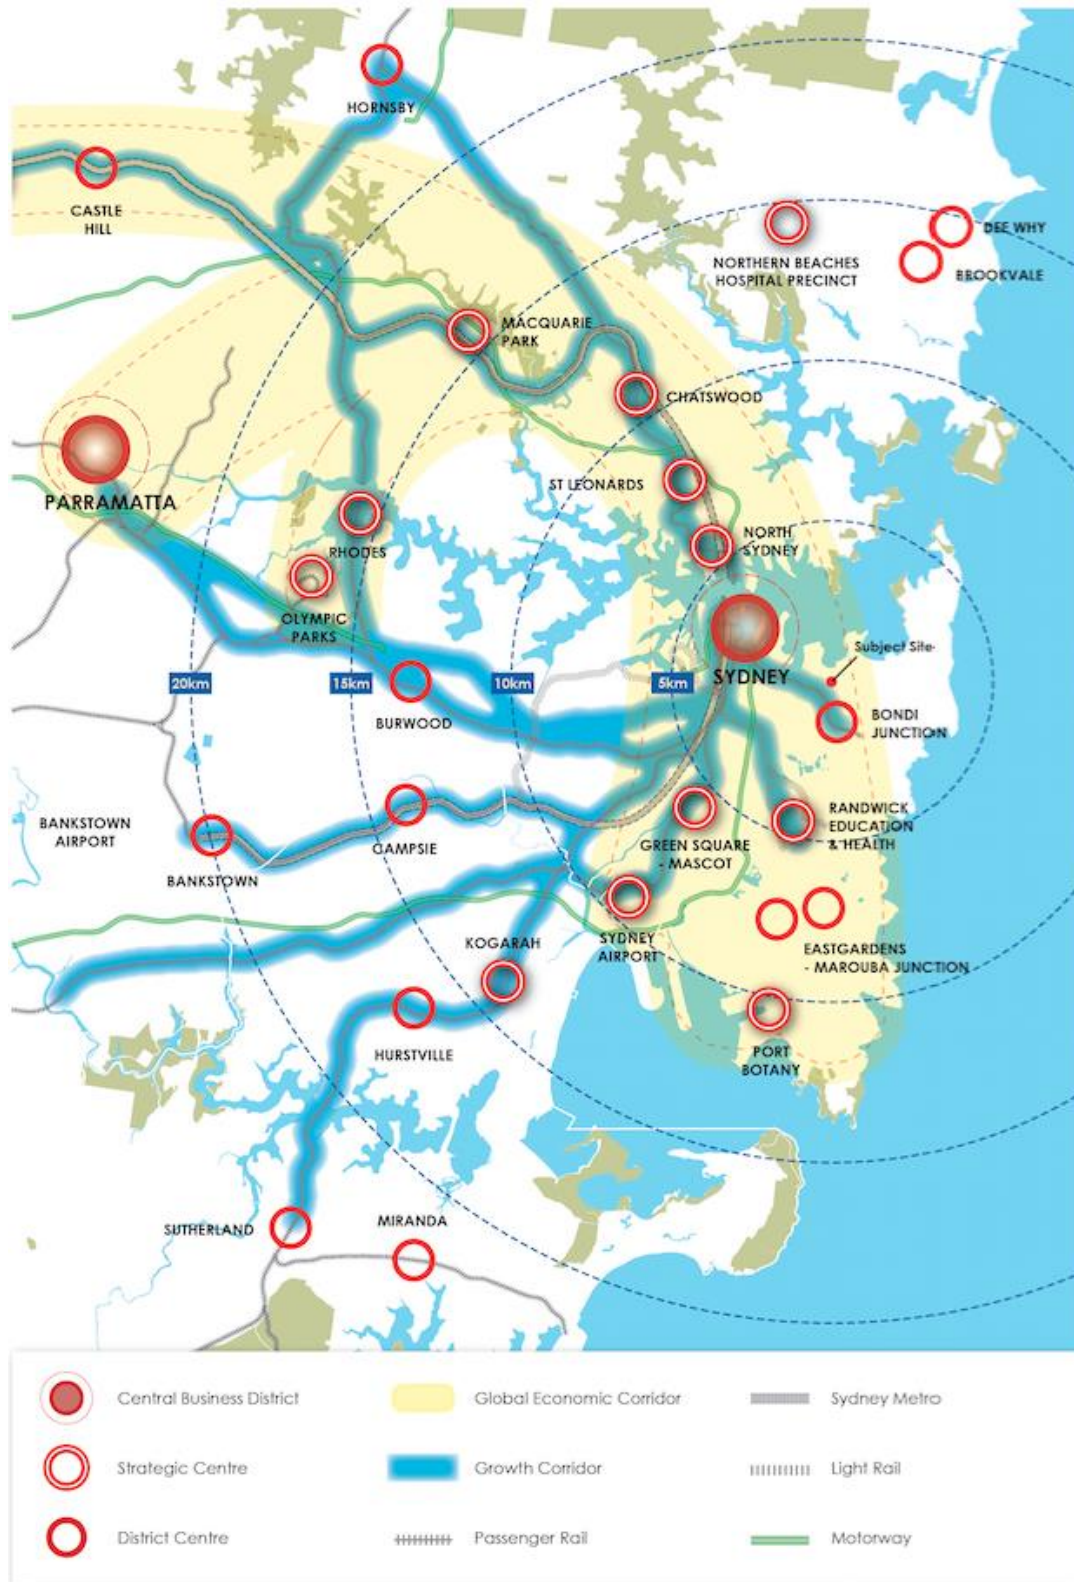 HORNSBY
CASTLE
HILL
DEE WHY
NORTHERN BEACHES
HOSPITAL PRECINCT
BROOKVALE
MACQUARIE
PARK
CHATSWOOD
ST LEONARDS
PARRAMATTA
NORTH
SYDNEY
RHODES
OLYMPIC
PARKS
Subject Site
SYDNEY
20km
15km
10km
5km
BURWOOD
BONDI
JUNCTION
BANKSTOWN
AIRPORT
CAMPSIE
RANDWICK
EDUCATION
& HEALTH
GREEN SQUARE
- MASCOT
BANKSTOWN
KOGARAH
SYDNEY
AIRPORT
EASTGARDENS
- MAROUBA JUNCTION
HURSTVILLE
PORT
BOTANY
SUTHERLAND
MIRANDA
Central Business District
Global Economic Corridor
Sydney Metro
Strategic Centre
Growth Corridor
Light Rail
District Centre
Passenger Rail
Motorway